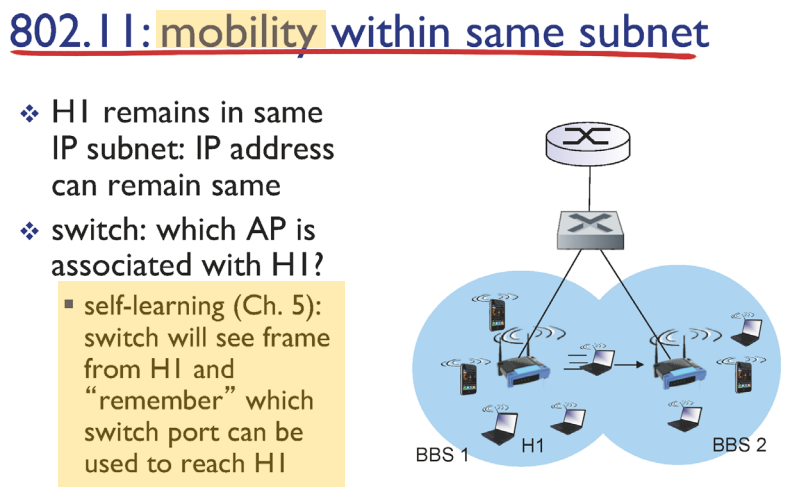 802.11: mobility within same subnet
H1 remains in same
IP subnet: IP address
can remain same
switch: which AP is
associated with H1?
self-learning (Ch. 5):
switch will see frame
from H1 and
“remember” which
switch port can be
used to reach H1
BBS 1
H1
BBS 2